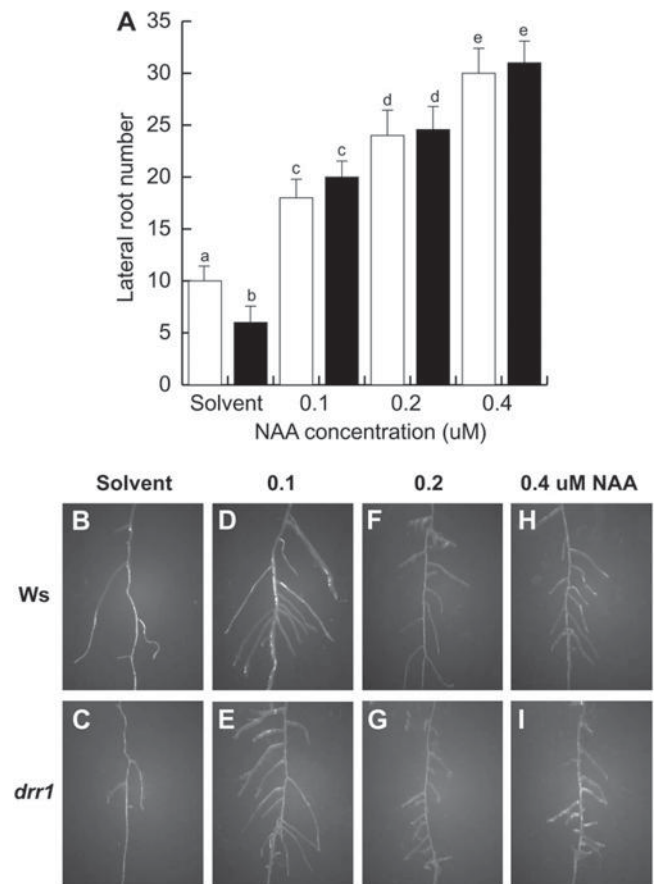 A
Lateral root number
35
30
25
20
15
10
5
0
a
b
c
c
d
d
e
e
Solvent 0.1 0.2 0.4
NAA concentration (uM)
Solvent 0.1 0.2 0.4 uM NAA
Ws
B D F H
drr1
C E G I